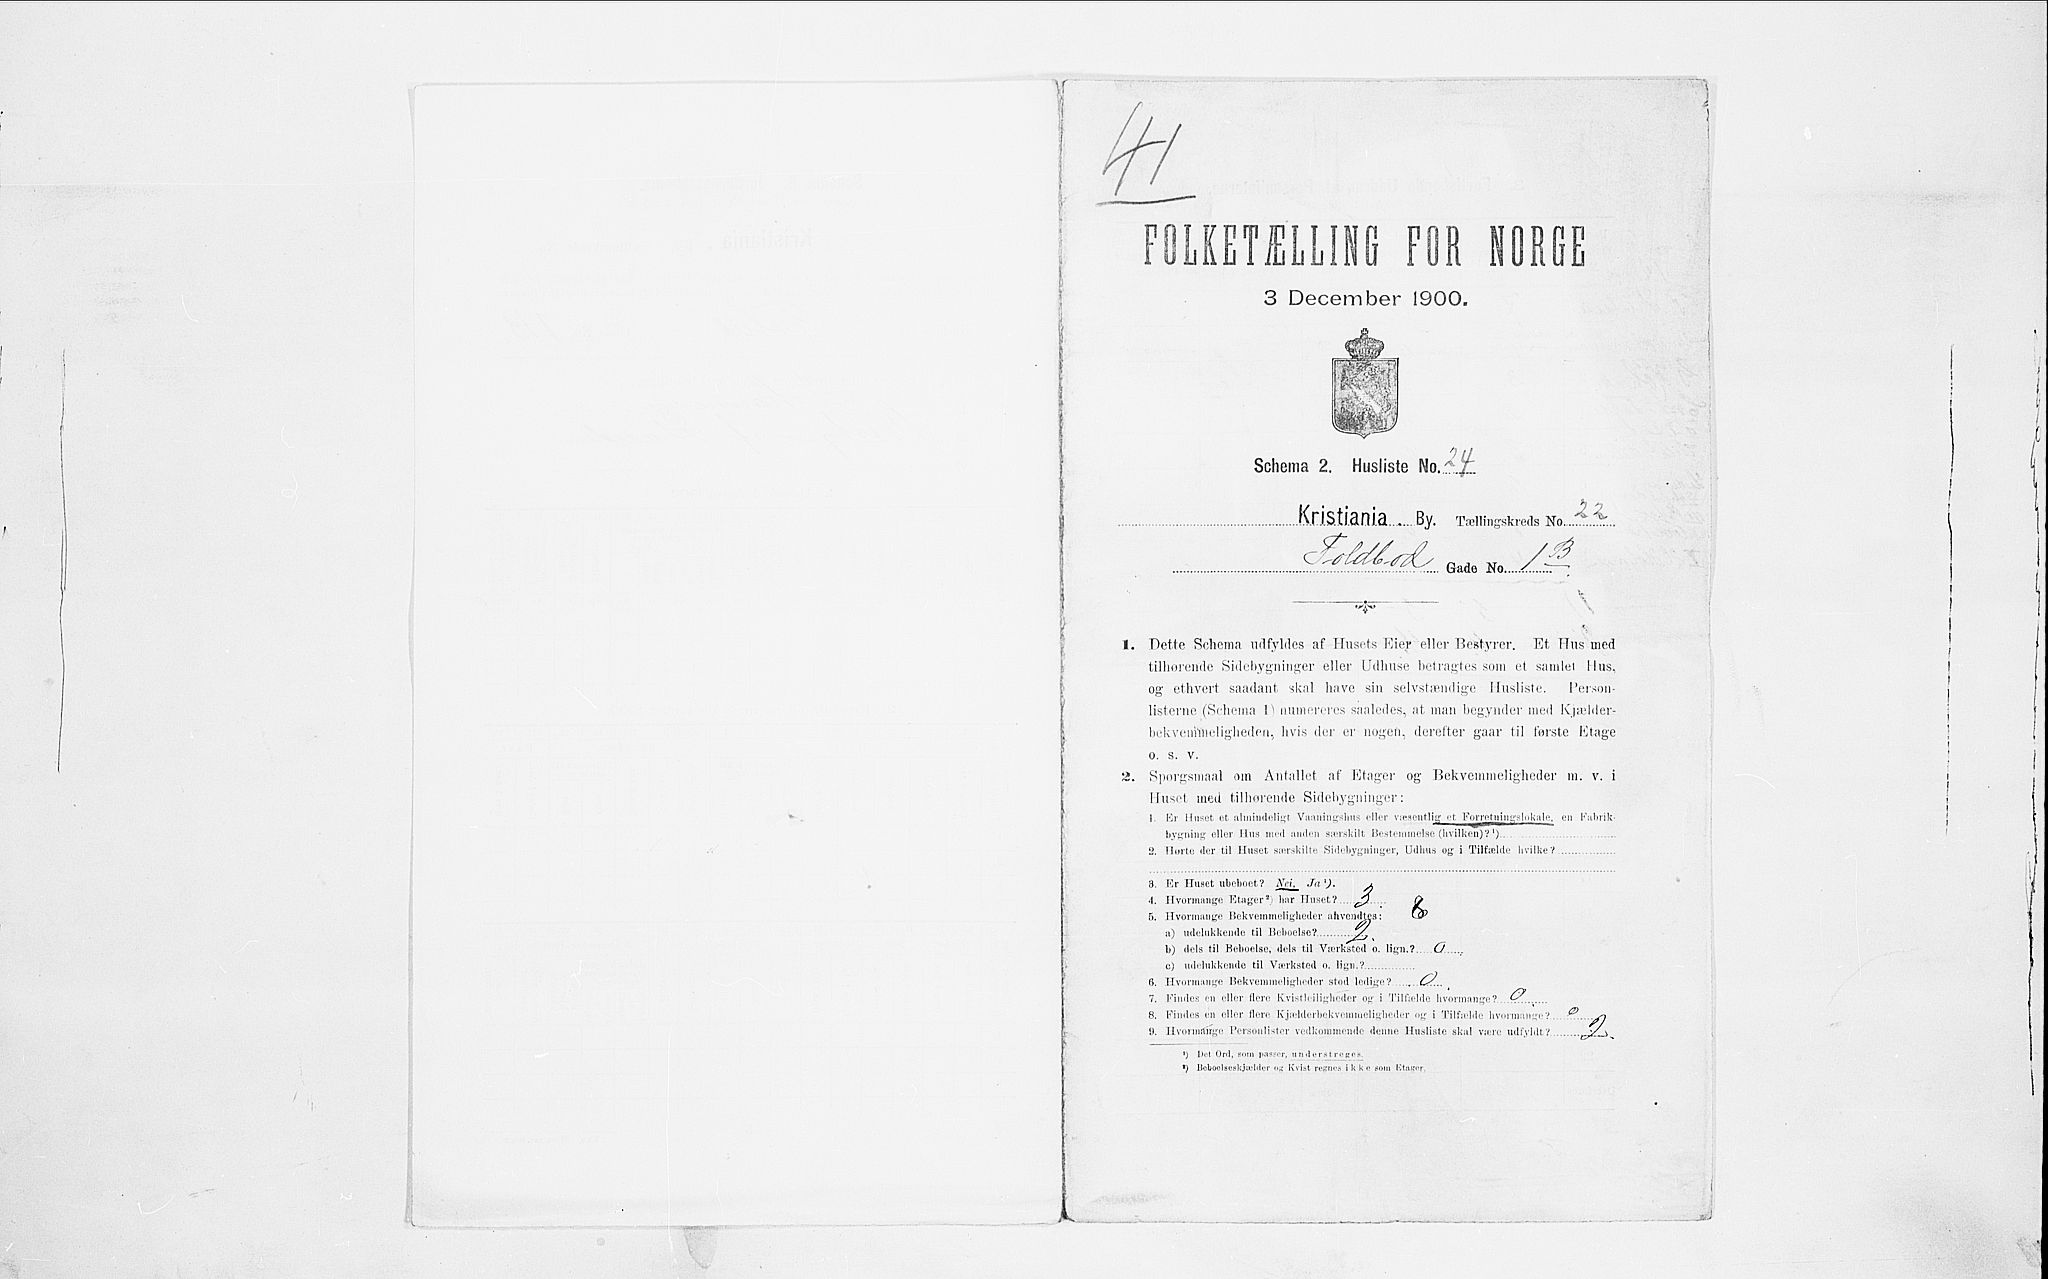 41
FOLKETÆLLING FOR NORGE
3 December 1900.
Schema 2. Husliste No. 24
Kristiania. By. Tællingskreds No. 22
Toldbod Gade No. 1 B.
1. Dette Schema udfyldes af Husets Eier eller Bestyrer. Et Hus med
tilhørende Sidebygninger eller Udhuse betragtes som et samlet Hus,
og ethvert saadant skal have sin selvstændige Husliste. Person-
listerne (Schema 1) numereres saaledes, at man begynder med Kjælder-
bekvemmeligheden, hvis der er nogen, derefter gaar til første Etage
o. s. v.
2. Spørgsmaal om Antallet af Etager og Bekvemmeligheder m. v. i
Huset med tilhørende Sidebygninger:
1. Er Huset et almindeligt Vaaningshus eller væsentlig et Forretningslokale, en Fabrik-
bygning eller Hus med anden særskilt Bestemmelse (hvilken)? ¹)
2. Hørte der til Huset særskilte Sidebygninger, Udhus og i Tilfælde hvilke?
3. Er Huset ubeboet? Nei. Ja ¹).
4. Hvormange Etager ²) har Huset? 3.
5. Hvormange Bekvemmeligheder anvendtes:
a) udelukkende til Beboelse? 2.
b) dels til Beboelse, dels til Værksted o. lign.? 0
c) udelukkende til Værksted o. lign.?
6. Hvormange Bekvemmeligheder stod ledige? 0.
7. Findes en eller flere Kvistleiligheder og i Tilfælde hvormange? 0.
8. Findes en eller flere Kjælderbekvemmeligheder og i Tilfælde hvormange? 0
9. Hvormange Personlister vedkommende denne Husliste skal være udfyldt? 2.
¹) Det Ord, som passer, understreges.
²) Beboelseskjælder og Kvist regnes ikke som Etager.